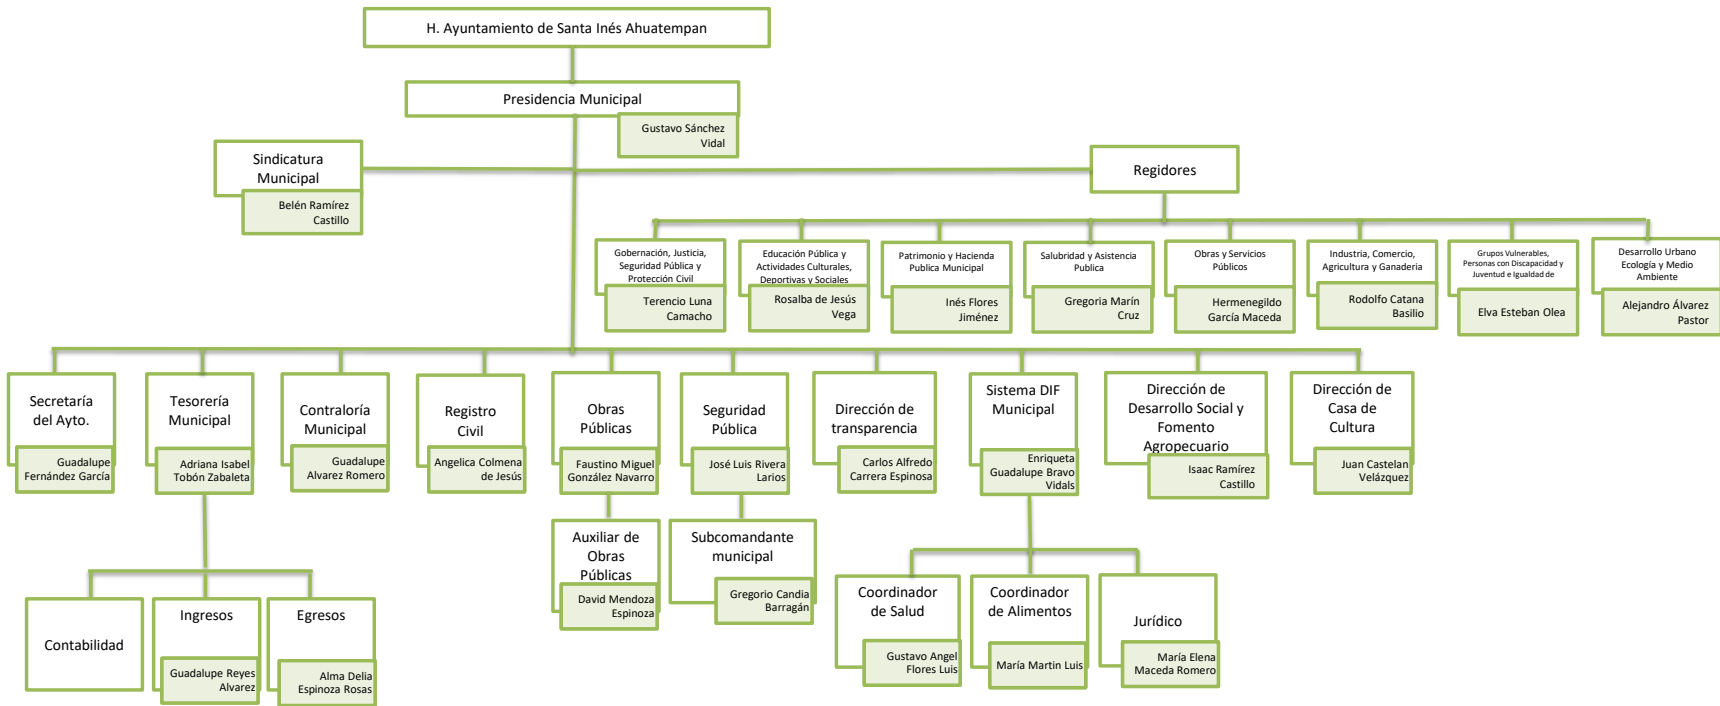 H. Ayuntamiento de Santa Inés Ahuatempan
Presidencia Municipal
Gustavo Sánchez
Vidal
Sindicatura
Municipal
Belén Ramírez
Castillo
Regidores
Gobernación, Justicia,
Seguridad Pública y
Protección Civil
Terencio Luna
Camacho
Educación Pública y
Actividades Culturales,
Deportivas y Sociales
Rosalba de Jesús
Vega
Patrimonio y Hacienda
Publica Municipal
Inés Flores
Jiménez
Salubridad y Asistencia
Publica
Gregoria Marín
Cruz
Obras y Servicios
Públicos
Hermenegildo
García Maceda
Industria, Comercio,
Agricultura y Ganaderia
Rodolfo Catana
Basilio
Grupos Vulnerables,
Personas con Discapacidad y
Juventud e Igualdad de
Elva Esteban Olea
Desarrollo Urbano
Ecología y Medio
Ambiente
Alejandro Álvarez
Pastor
Secretaría
del Ayto.
Guadalupe
Fernández García
Tesorería
Municipal
Adriana Isabel
Tobón Zabaleta
Contraloría
Municipal
Guadalupe
Alvarez Romero
Registro
Civil
Angelica Colmena
de Jesús
Obras
Públicas
Faustino Miguel
González Navarro
Seguridad
Pública
José Luis Rivera
Larios
Dirección de
transparencia
Carlos Alfredo
Carrera Espinosa
Sistema DIF
Municipal
Enriqueta
Guadalupe Bravo
Vidals
Dirección de
Desarrollo Social y
Fomento
Agropecuario
Isaac Ramírez
Castillo
Dirección de
Casa de
Cultura
Juan Castelan
Velázquez
Auxiliar de
Obras
Públicas
David Mendoza
Espinoza
Subcomandante
municipal
Gregorio Candia
Barragán
Contabilidad
Ingresos
Guadalupe Reyes
Alvarez
Egresos
Alma Delia
Espinoza Rosas
Coordinador
de Salud
Gustavo Angel
Flores Luis
Coordinador
de Alimentos
María Martin Luis
Jurídico
María Elena
Maceda Romero